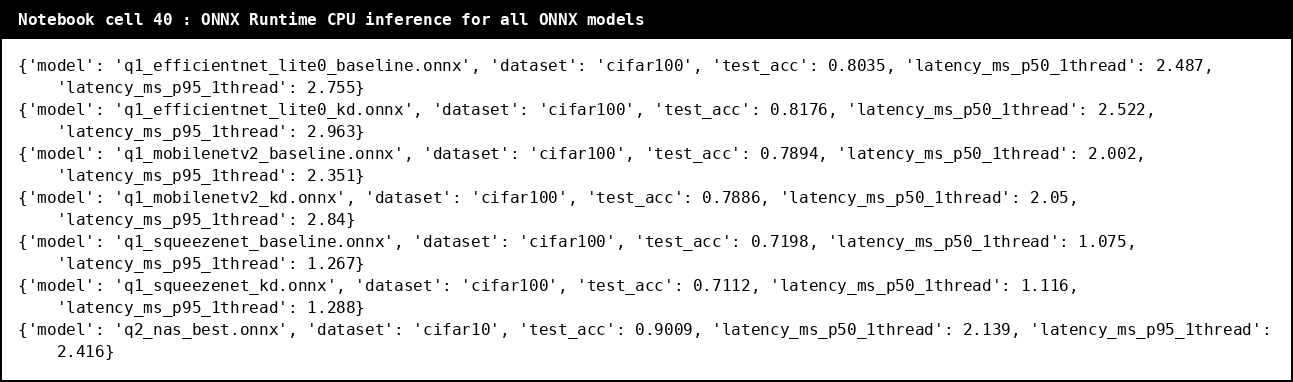 Notebook cell 40 : ONNX Runtime CPU inference for all ONNX models
{'model': 'q1_efficientnet_lite0_baseline.onnx', 'dataset': 'cifar100', 'test_acc': 0.8035, 'latency_ms_p50_1thread': 2.487,
'latency_ms_p95_1thread': 2.755}
{'model': 'q1_efficientnet_lite0_kd.onnx', 'dataset': 'cifar100', 'test_acc': 0.8176, 'latency_ms_p50_1thread': 2.522,
'latency_ms_p95_1thread': 2.963}
{'model': 'q1_mobilenetv2_baseline.onnx', 'dataset': 'cifar100', 'test_acc': 0.7894, 'latency_ms_p50_1thread': 2.002,
'latency_ms_p95_1thread': 2.351}
{'model': 'q1_mobilenetv2_kd.onnx', 'dataset': 'cifar100', 'test_acc': 0.7886, 'latency_ms_p50_1thread': 2.05,
'latency_ms_p95_1thread': 2.84}
{'model': 'q1_squeezenet_baseline.onnx', 'dataset': 'cifar100', 'test_acc': 0.7198, 'latency_ms_p50_1thread': 1.075,
'latency_ms_p95_1thread': 1.267}
{'model': 'q1_squeezenet_kd.onnx', 'dataset': 'cifar100', 'test_acc': 0.7112, 'latency_ms_p50_1thread': 1.116,
'latency_ms_p95_1thread': 1.288}
{'model': 'q2_nas_best.onnx', 'dataset': 'cifar10', 'test_acc': 0.9009, 'latency_ms_p50_1thread': 2.139, 'latency_ms_p95_1thread':
2.416}